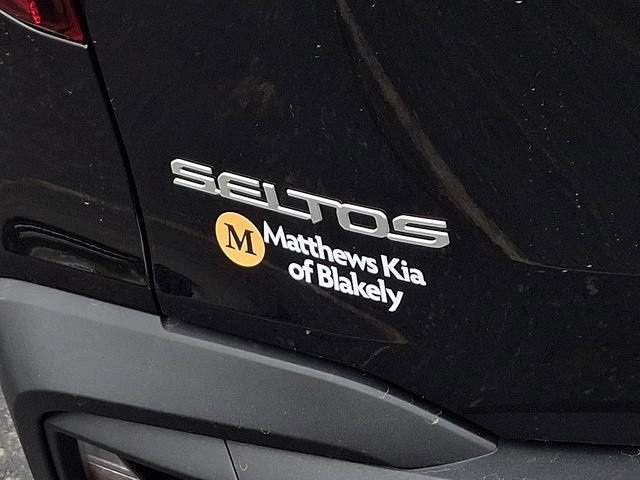 SELTOS
M
Matthews Kia
of Blakely